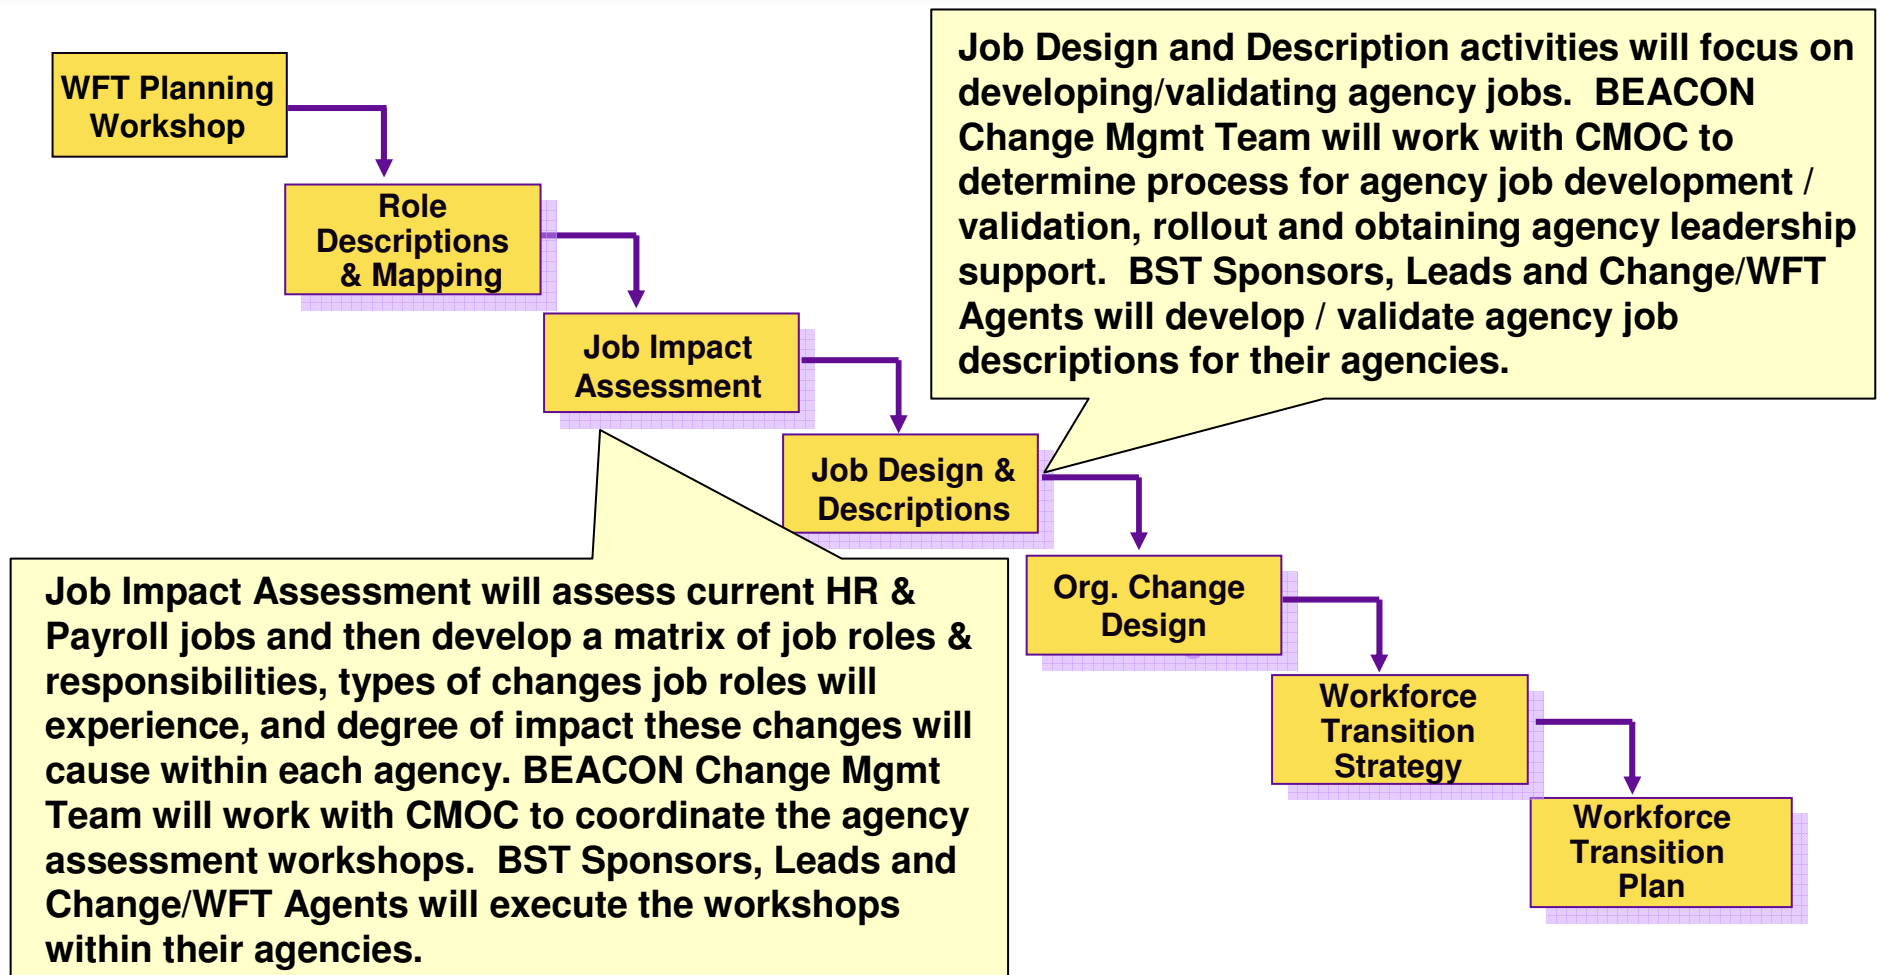 WFT Planning
Workshop
Role
Descriptions
& Mapping
Job Impact
Assessment
Job Design &
Descriptions
Org. Change
Design
Workforce
Transition
Strategy
Workforce
Transition
Plan
Job Design and Description activities will focus on
developing/validating agency jobs.  BEACON
Change Mgmt Team will work with CMOC to
determine process for agency job development /
validation, rollout and obtaining agency leadership
support.  BST Sponsors, Leads and Change/WFT
Agents will develop / validate agency job
descriptions for their agencies.
Job Impact Assessment will assess current HR &
Payroll jobs and then develop a matrix of job roles &
responsibilities, types of changes job roles will
experience, and degree of impact these changes will
cause within each agency. BEACON Change Mgmt
Team will work with CMOC to coordinate the agency
assessment workshops.  BST Sponsors, Leads and
Change/WFT Agents will execute the workshops
within their agencies.